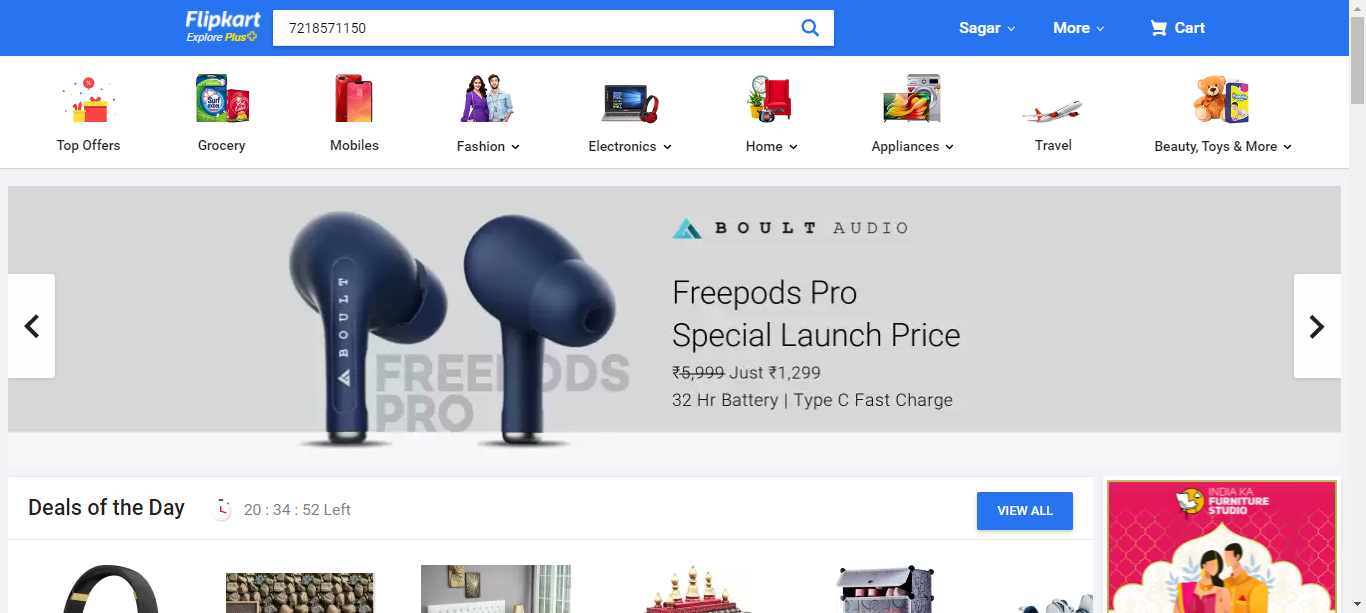 Flipkart
Explore Plus
7218571150
Sagar
More
Cart
Top Offers
Grocery
Mobiles
Fashion
Electronics
Home
Appliances
Travel
Beauty, Toys & More
BOULT AUDIO
Freepods Pro
Special Launch Price
₹5,999 Just ₹1,299
32 Hr Battery | Type C Fast Charge
BOULT
FREEPODS
PRO
Deals of the Day
20 : 34 : 52 Left
VIEW ALL
INDIA KA
FURNITURE
STUDIO